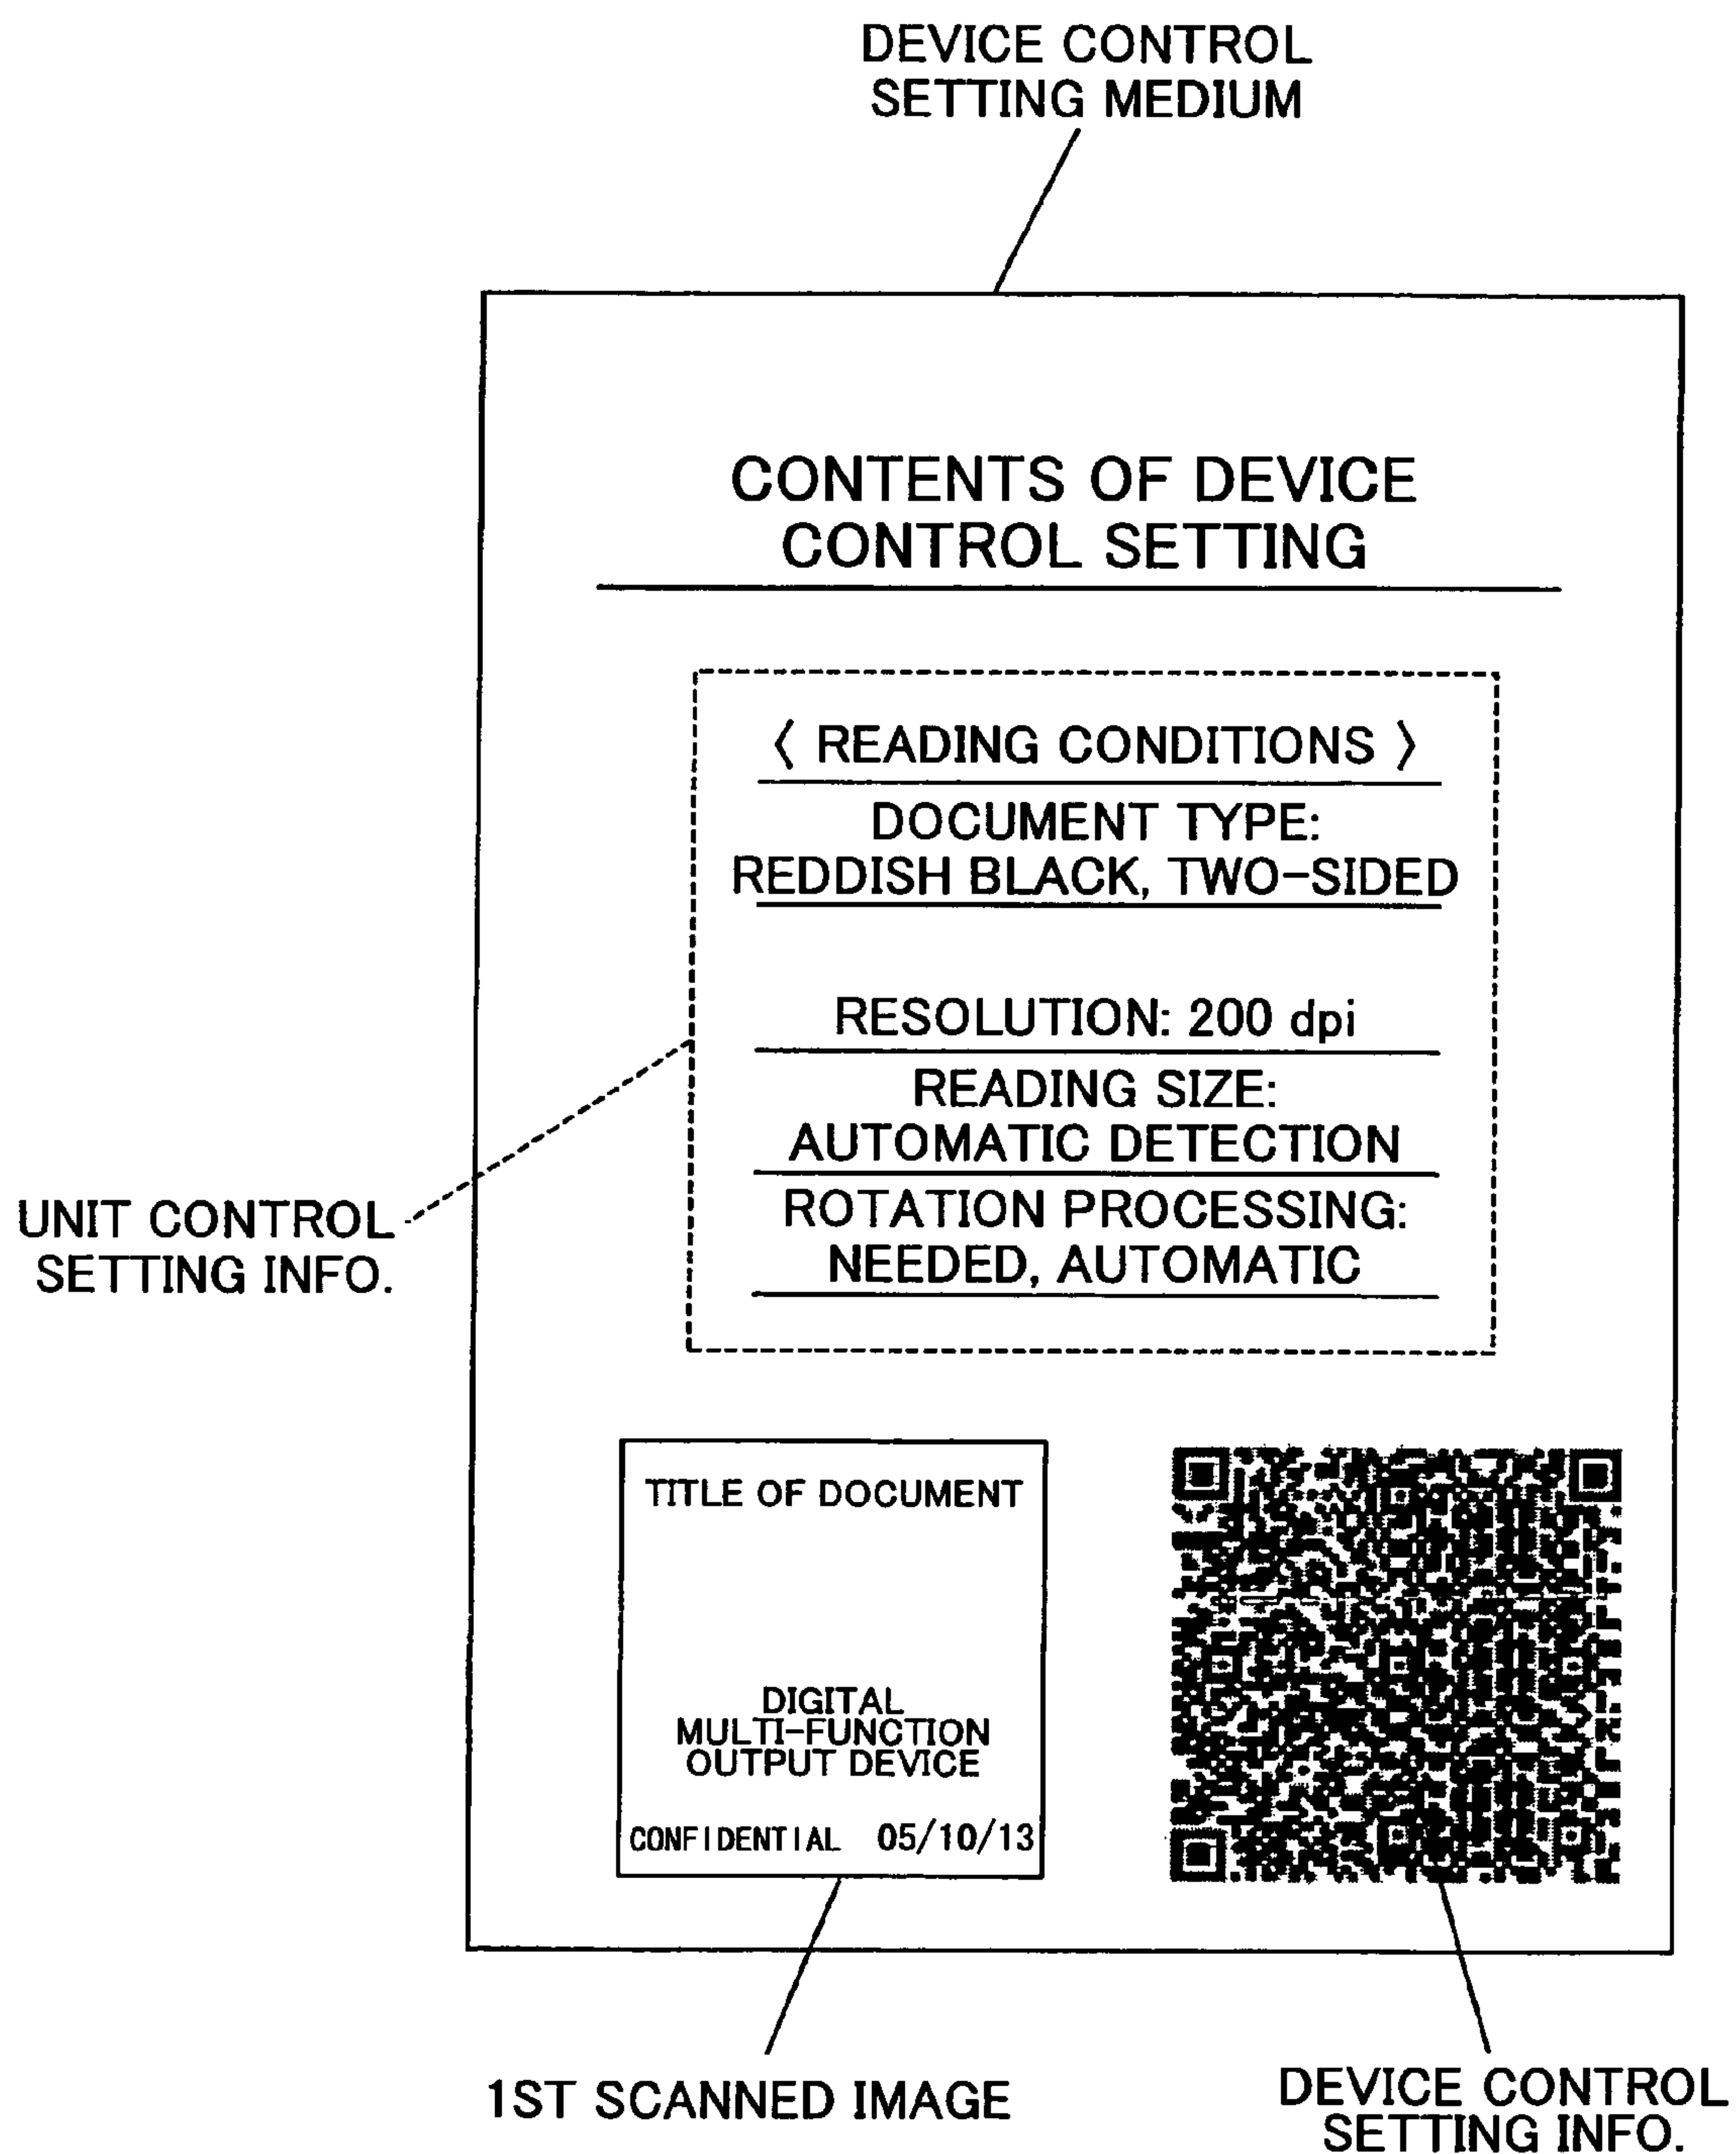 DEVICE CONTROL
SETTING MEDIUM
CONTENTS OF DEVICE
CONTROL SETTING
〈 READING CONDITIONS 〉
DOCUMENT TYPE:
REDDISH BLACK, TWO-SIDED
RESOLUTION: 200 dpi
READING SIZE:
AUTOMATIC DETECTION
ROTATION PROCESSING:
NEEDED, AUTOMATIC
UNIT CONTROL
SETTING INFO.
TITLE OF DOCUMENT
DIGITAL
MULTI-FUNCTION
OUTPUT DEVICE
CONFIDENTIAL 05/10/13
1ST SCANNED IMAGE
DEVICE CONTROL
SETTING INFO.